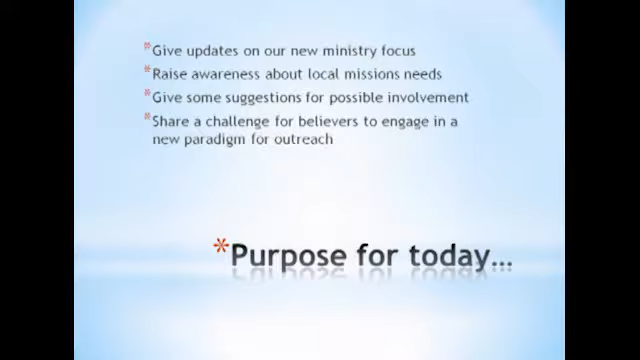 *Give updates on our new ministry focus
*Raise awareness about local missions needs
*Give some suggestions for possible involvement
*Share a challenge for believers to engage in a
new paradigm for outreach
*Purpose for today...